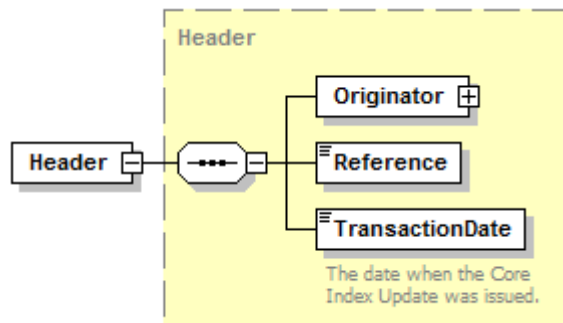 Header
Originator
Header
Reference
TransactionDate
The date when the Core
Index Update was issued.